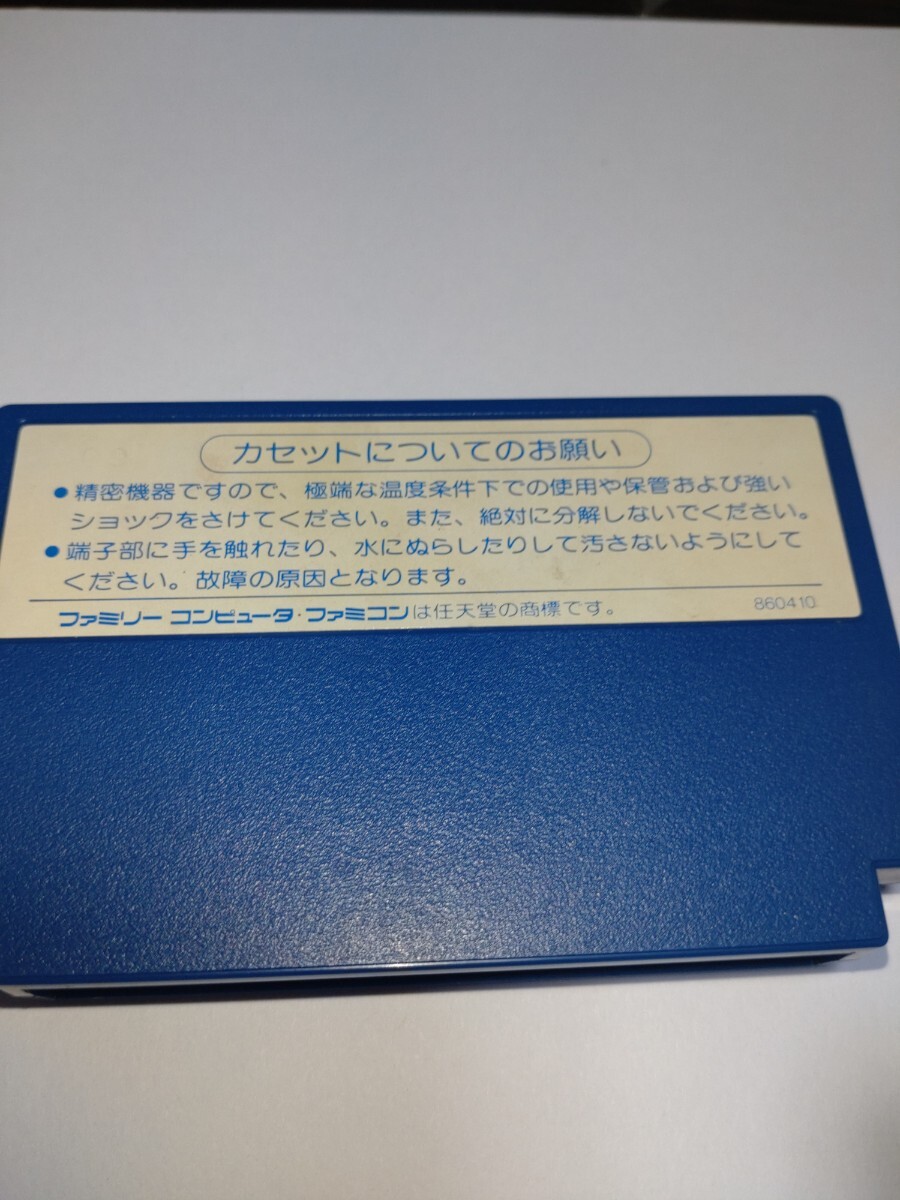 カセットについてのお願い
●精密機器ですので、極端な温度条件下での使用や保管および強い
ショックをさけてください。また、絶対に分解しないでください。
●端子部に手を触れたり、水にぬらしたりして汚さないようにして
ください。故障の原因となります。
ファミリー コンピュータ・ファミコンは任天堂の商標です。 860410